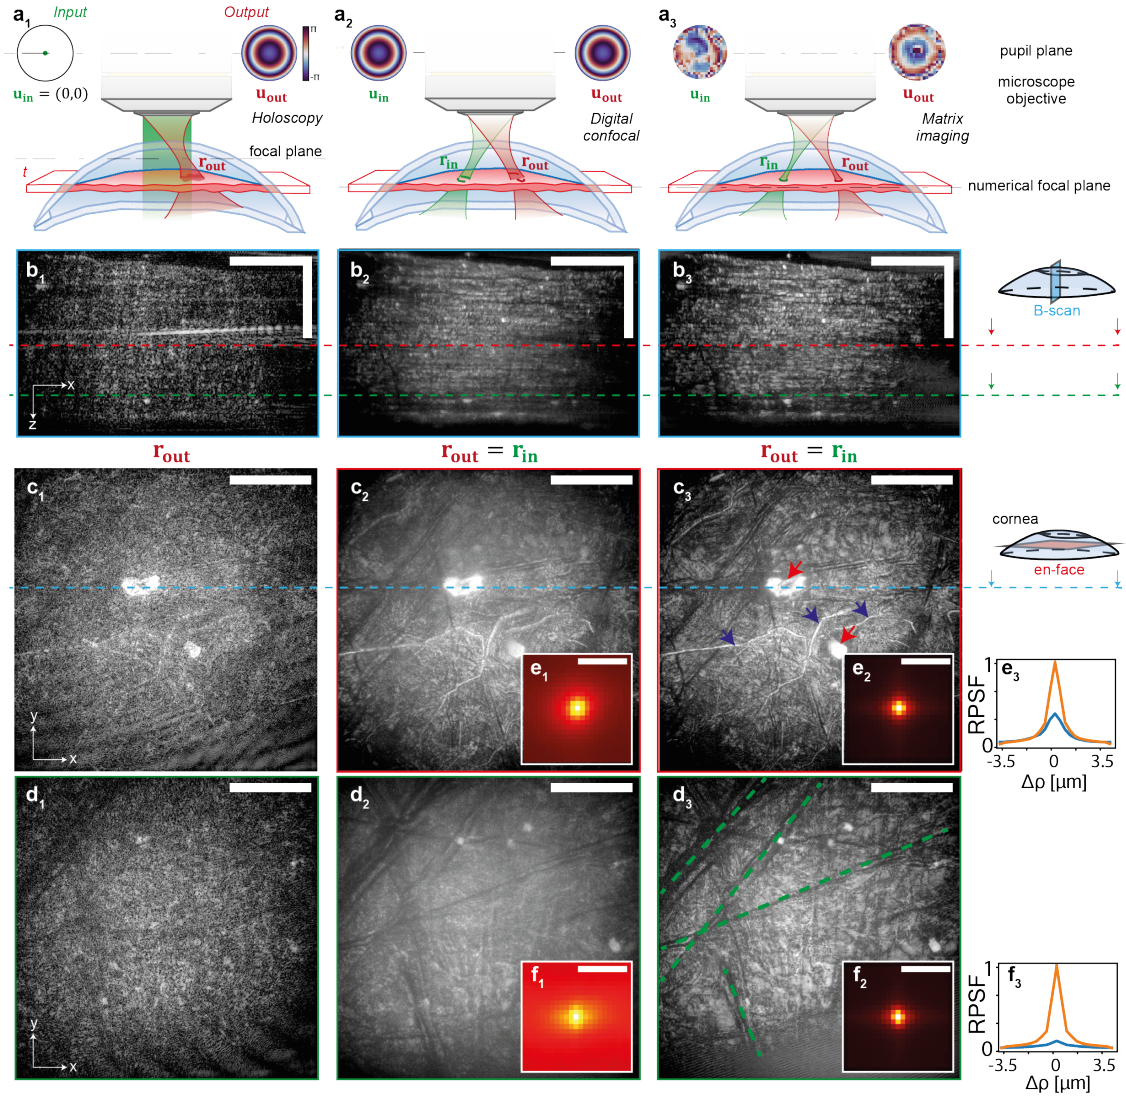 a1 Input Output
π
-π
uin = (0,0) uout
Holoscopy
focal plane
rout
t
a2
uin uout
Digital
confocal
rin rout
a3
uin uout
Matrix
imaging
rin rout
pupil plane
microscope
objective
numerical focal plane
b1
x
z
b2
b3
B-scan
rout
rout = rin
rout = rin
c1
y
x
c2
e1
c3
e2
cornea
en-face
e3
1
RPSF
0
-3.5 0 3.5
Δρ [μm]
d1
y
x
d2
f1
d3
f2
f3
1
RPSF
0
-3.5 0 3.5
Δρ [μm]